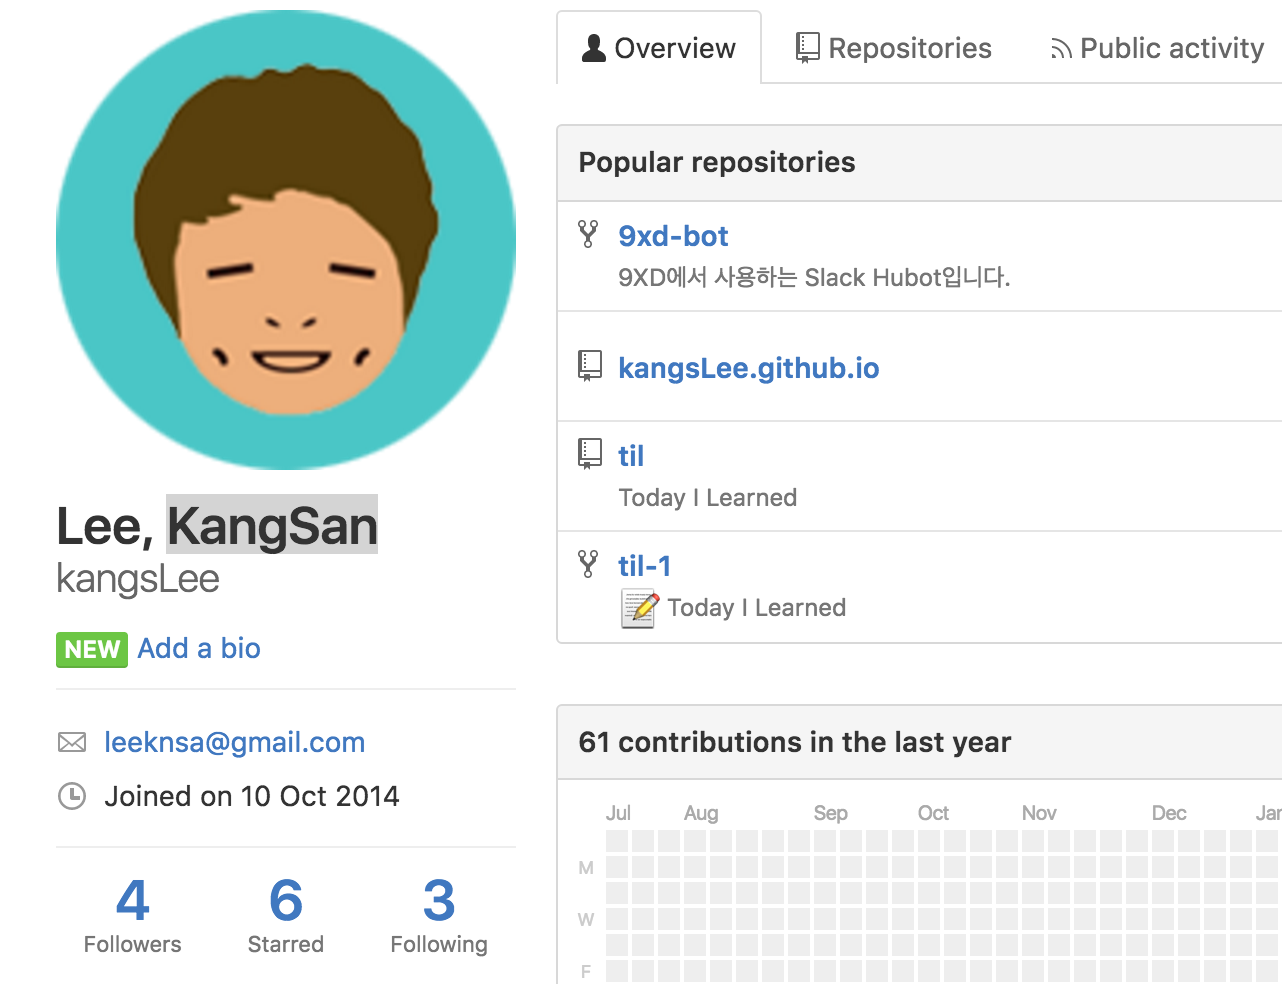 Overview
Repositories
Public activity
Popular repositories
9xd-bot
9XD에서 사용하는 Slack Hubot입니다.
kangsLee.github.io
til
Today I Learned
til-1
Today I Learned
Lee, KangSan
kangsLee
NEW Add a bio
leeknsa@gmail.com
Joined on 10 Oct 2014
4 6 3
Followers Starred Following
61 contributions in the last year
Jul Aug Sep Oct Nov Dec Jan
M
W
F